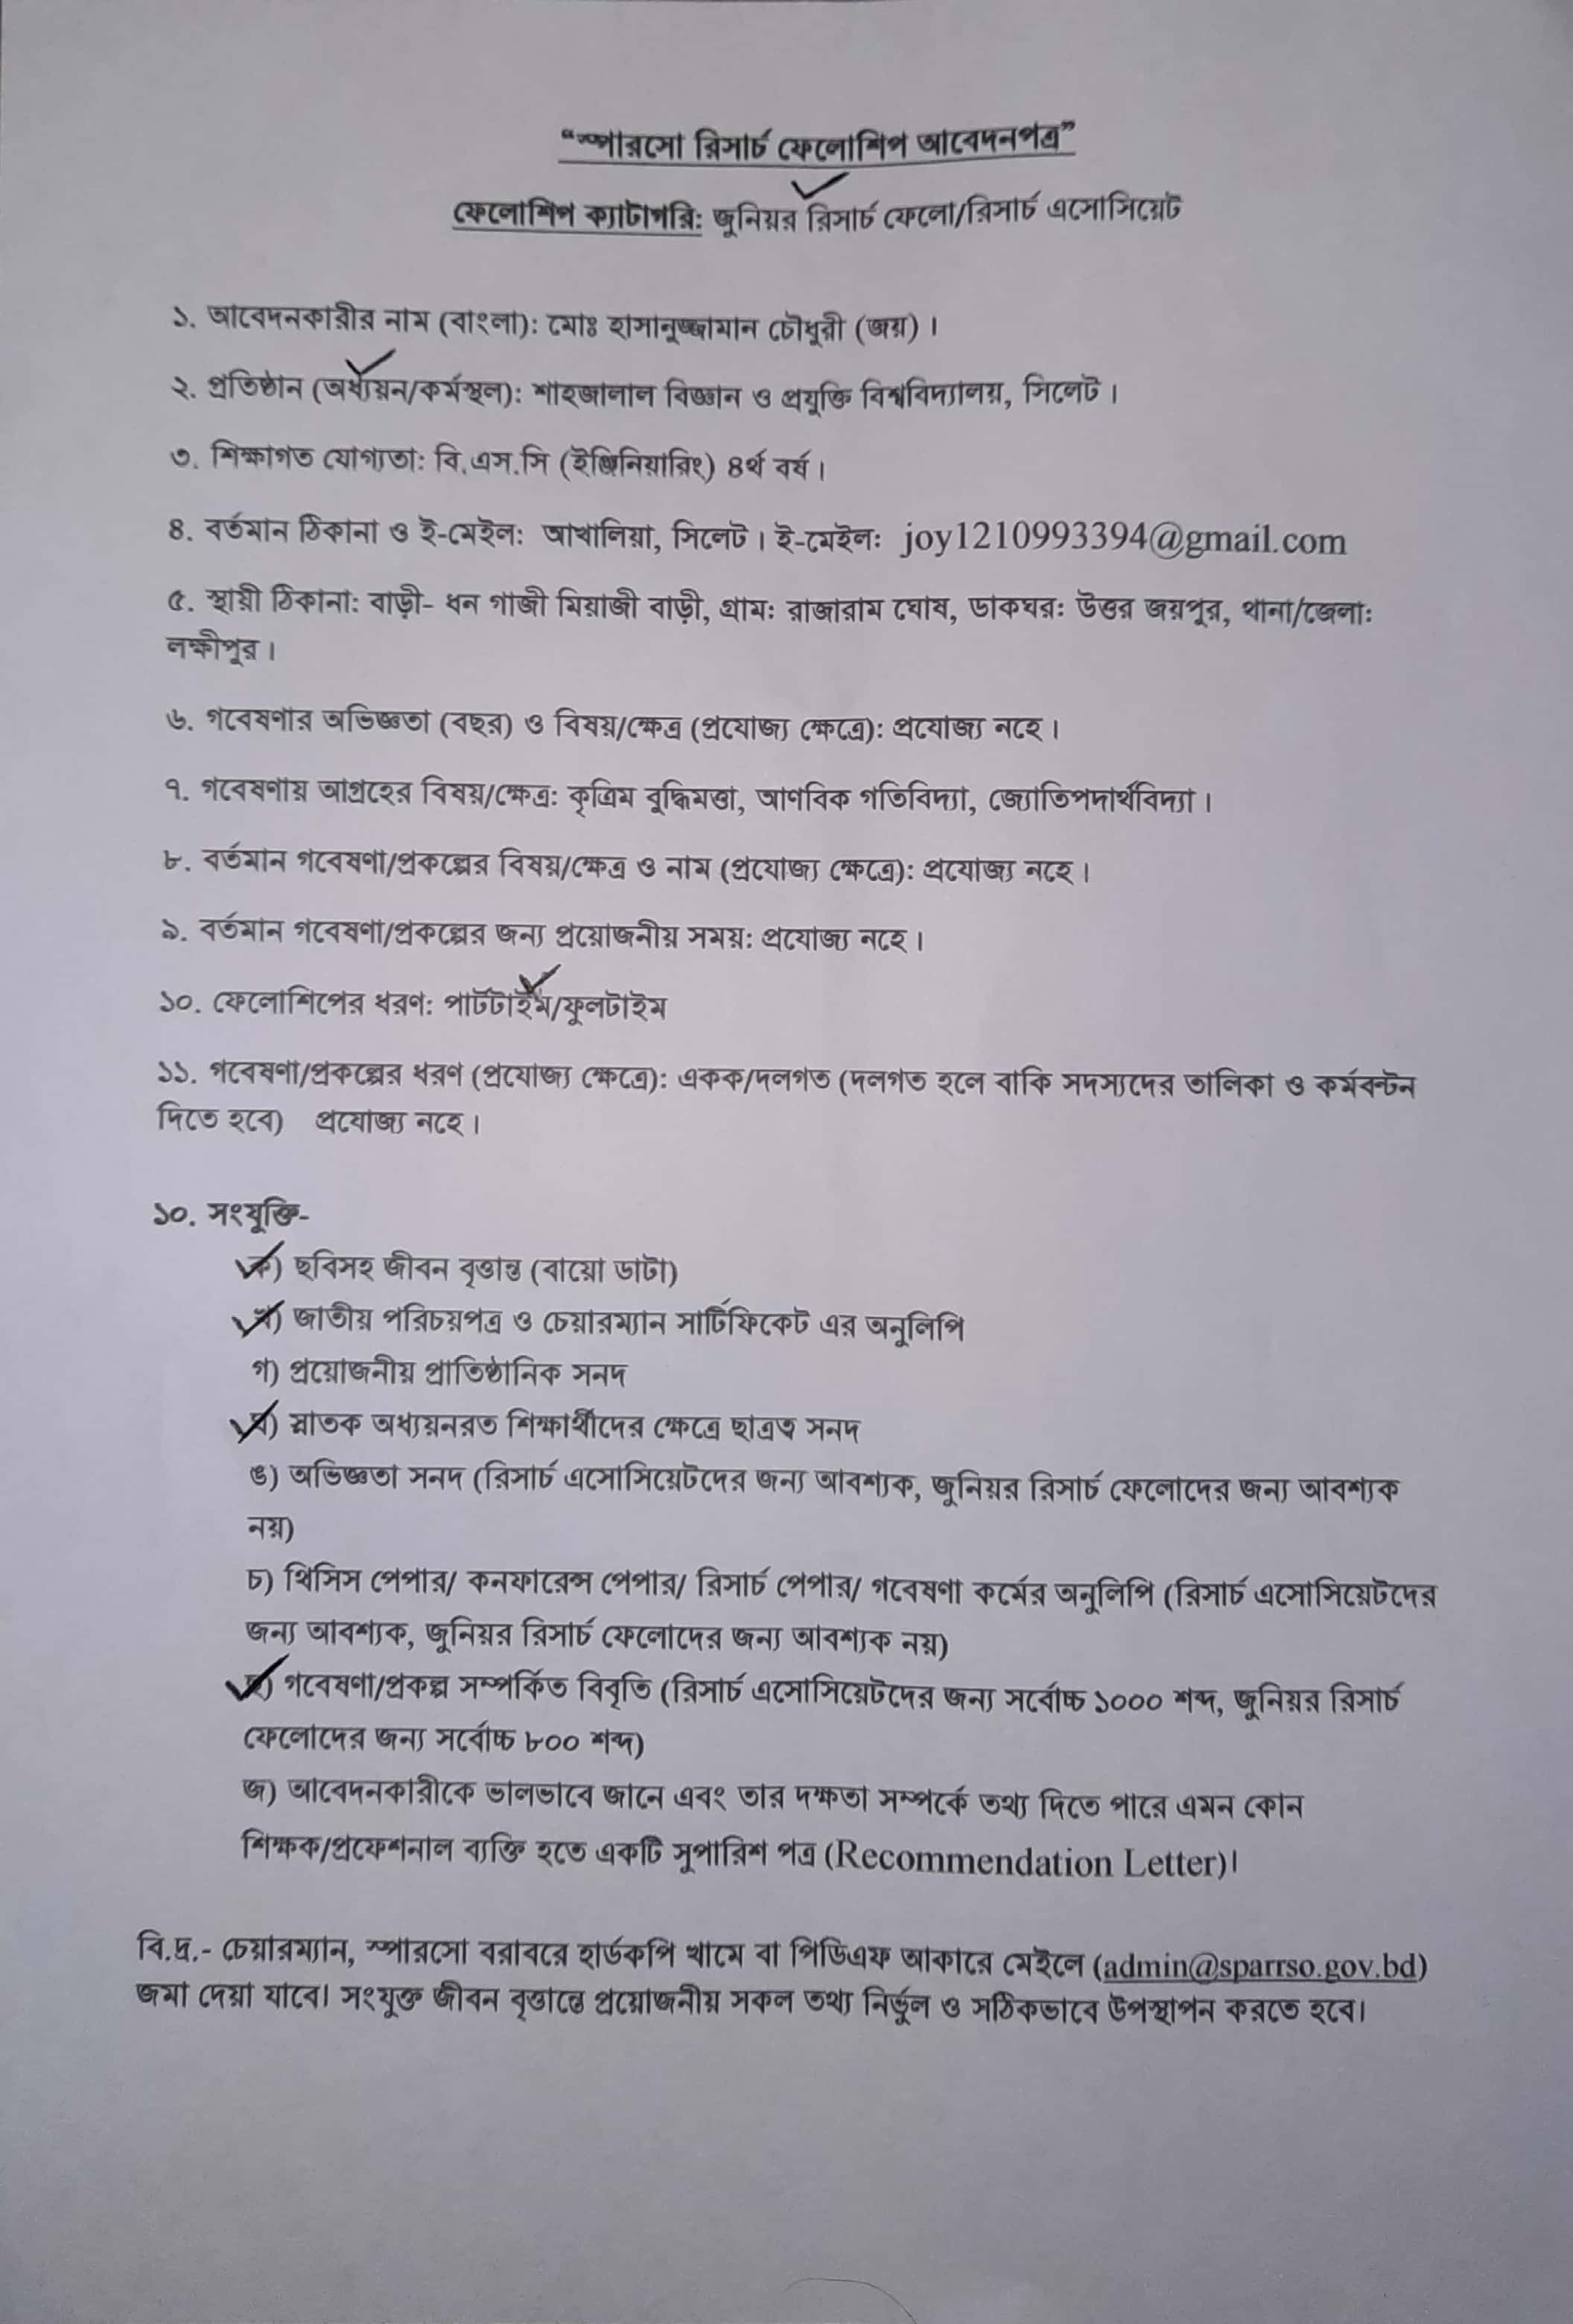 “স্পারসো রিসার্চ ফেলোশিপ আবেদনপত্র”
ফেলোশিপ ক্যাটাগরি: জুনিয়র রিসার্চ ফেলো/রিসার্চ এসোসিয়েট
১. আবেদনকারীর নাম (বাংলা): মোঃ হাসানুজ্জামান চৌধুরী (জয়) ।
২. প্রতিষ্ঠান (অধ্যয়ন/কর্মস্থল): শাহজালাল বিজ্ঞান ও প্রযুক্তি বিশ্ববিদ্যালয়, সিলেট ।
৩. শিক্ষাগত যোগ্যতা: বি.এস.সি (ইঞ্জিনিয়ারিং) ৪র্থ বর্ষ ।
৪. বর্তমান ঠিকানা ও ই-মেইল: আখালিয়া, সিলেট । ই-মেইল: joy1210993394@gmail.com
৫. স্থায়ী ঠিকানা: বাড়ী- ধন গাজী মিয়াজী বাড়ী, গ্রাম: রাজারাম ঘোষ, ডাকঘর: উত্তর জয়পুর, থানা/জেলা:
লক্ষীপুর ।
৬. গবেষণার অভিজ্ঞতা (বছর) ও বিষয়/ক্ষেত্র (প্রযোজ্য ক্ষেত্রে): প্রযোজ্য নহে ।
৭. গবেষণায় আগ্রহের বিষয়/ক্ষেত্র: কৃত্রিম বুদ্ধিমত্তা, আণবিক গতিবিদ্যা, জ্যোতিপদার্থবিদ্যা ।
৮. বর্তমান গবেষণা/প্রকল্পের বিষয়/ক্ষেত্র ও নাম (প্রযোজ্য ক্ষেত্রে): প্রযোজ্য নহে ।
৯. বর্তমান গবেষণা/প্রকল্পের জন্য প্রয়োজনীয় সময়: প্রযোজ্য নহে ।
১০. ফেলোশিপের ধরণ: পার্টটাইম/ফুলটাইম
১১. গবেষণা/প্রকল্পের ধরণ (প্রযোজ্য ক্ষেত্রে): একক/দলগত (দলগত হলে বাকি সদস্যদের তালিকা ও কর্মবন্টন
দিতে হবে) প্রযোজ্য নহে ।
১০. সংযুক্তি-
ক) ছবিসহ জীবন বৃত্তান্ত (বায়ো ডাটা)
খ) জাতীয় পরিচয়পত্র ও চেয়ারম্যান সার্টিফিকেট এর অনুলিপি
গ) প্রয়োজনীয় প্রাতিষ্ঠানিক সনদ
ঘ) স্নাতক অধ্যয়নরত শিক্ষার্থীদের ক্ষেত্রে ছাত্রত্ব সনদ
ঙ) অভিজ্ঞতা সনদ (রিসার্চ এসোসিয়েটদের জন্য আবশ্যক, জুনিয়র রিসার্চ ফেলোদের জন্য আবশ্যক
নয়)
চ) থিসিস পেপার/ কনফারেন্স পেপার/ রিসার্চ পেপার/ গবেষণা কর্মের অনুলিপি (রিসার্চ এসোসিয়েটদের
জন্য আবশ্যক, জুনিয়র রিসার্চ ফেলোদের জন্য আবশ্যক নয়)
ছ) গবেষণা/প্রকল্প সম্পর্কিত বিবৃতি (রিসার্চ এসোসিয়েটদের জন্য সর্বোচ্চ ১০০০ শব্দ, জুনিয়র রিসার্চ
ফেলোদের জন্য সর্বোচ্চ ৮০০ শব্দ)
জ) আবেদনকারীকে ভালভাবে জানে এবং তার দক্ষতা সম্পর্কে তথ্য দিতে পারে এমন কোন
শিক্ষক/প্রফেশনাল ব্যক্তি হতে একটি সুপারিশ পত্র (Recommendation Letter)।
বি.দ্র.- চেয়ারম্যান, স্পারসো বরাবরে হার্ডকপি খামে বা পিডিএফ আকারে মেইলে (admin@sparrso.gov.bd)
জমা দেয়া যাবে। সংযুক্ত জীবন বৃত্তান্তে প্রয়োজনীয় সকল তথ্য নির্ভুল ও সঠিকভাবে উপস্থাপন করতে হবে।